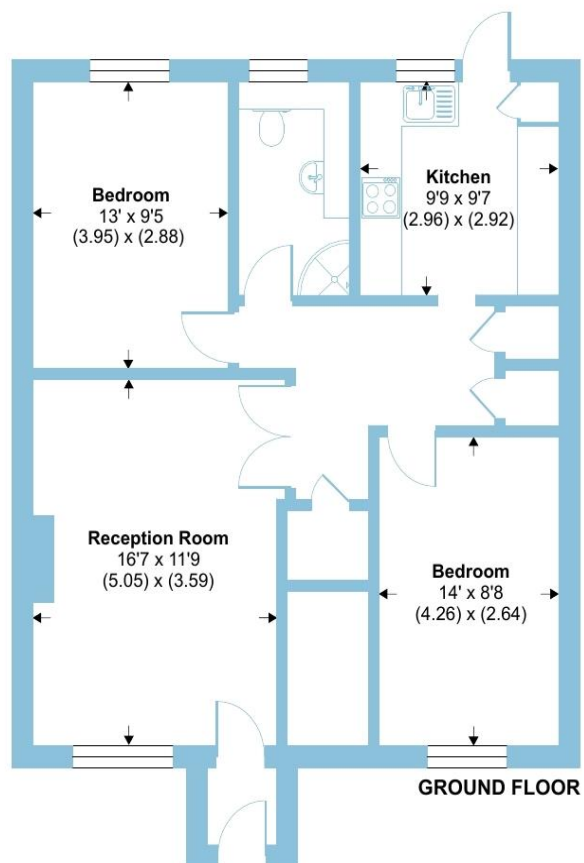 Bedroom
13' x 9'5
(3.95) x (2.88)
Kitchen
9'9 x 9'7
(2.96) x (2.92)
Reception Room
16'7 x 11'9
(5.05) x (3.59)
Bedroom
14' x 8'8
(4.26) x (2.64)
GROUND FLOOR